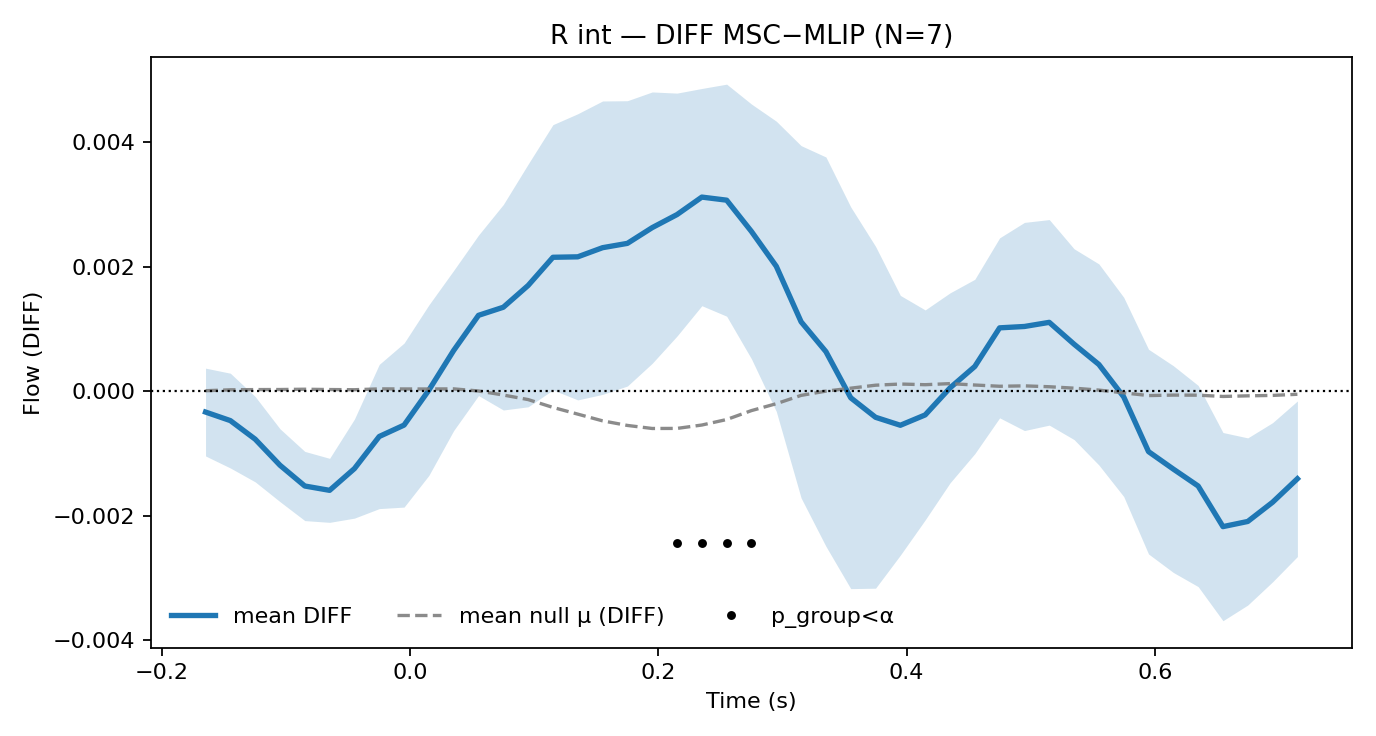 R int — DIFF MSC−MLIP (N=7)
Flow (DIFF)
0.004
0.002
0.000
−0.002
−0.004
mean DIFF
mean null μ (DIFF)
p_group<α
−0.2
0.0
0.2
0.4
0.6
Time (s)